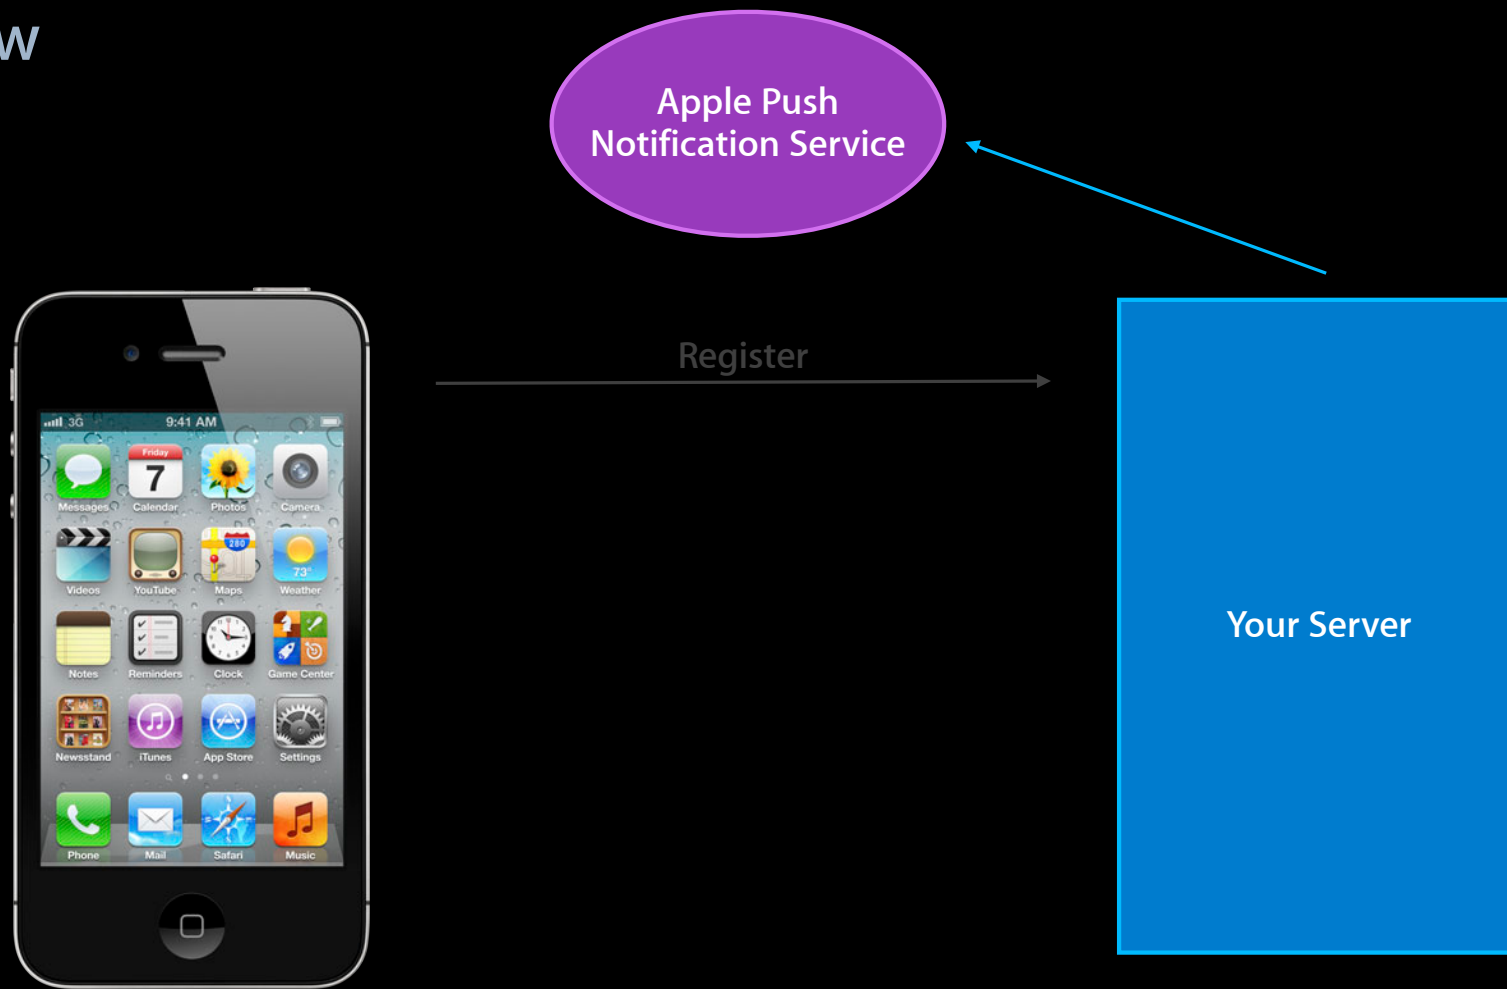 w
Apple Push
Notification Service
Register
3G 9:41 AM
Friday
7
280
73°
Messages Calendar Photos Camera
Videos YouTube Maps Weather
Notes Reminders Clock Game Center
Newsstand iTunes App Store Settings
Phone Mail Safari Music
Your Server